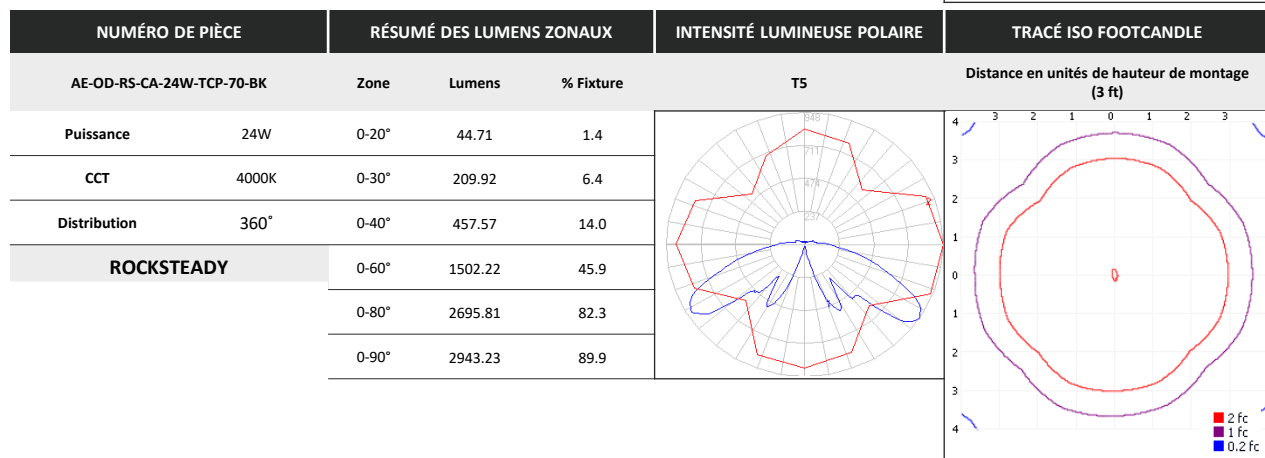 NUMÉRO DE PIÈCE
AE-OD-RS-CA-24W-TCP-70-BK
Puissance 24W
CCT 4000K
Distribution 360˚
ROCKSTEADY
RÉSUMÉ DES LUMENS ZONAUX
Zone Lumens % Fixture
0-20° 44.71 1.4
0-30° 209.92 6.4
0-40° 457.57 14.0
0-60° 1502.22 45.9
0-80° 2695.81 82.3
0-90° 2943.23 89.9
INTENSITÉ LUMINEUSE POLAIRE
T5
948
711
474
237
2
1
TRACÉ ISO FOOTCANDLE
Distance en unités de hauteur de montage
(3 ft)
4 3 2 1 0 1 2 3
3
2
1
0
1
2
3
4
2 fc
1 fc
0.2 fc